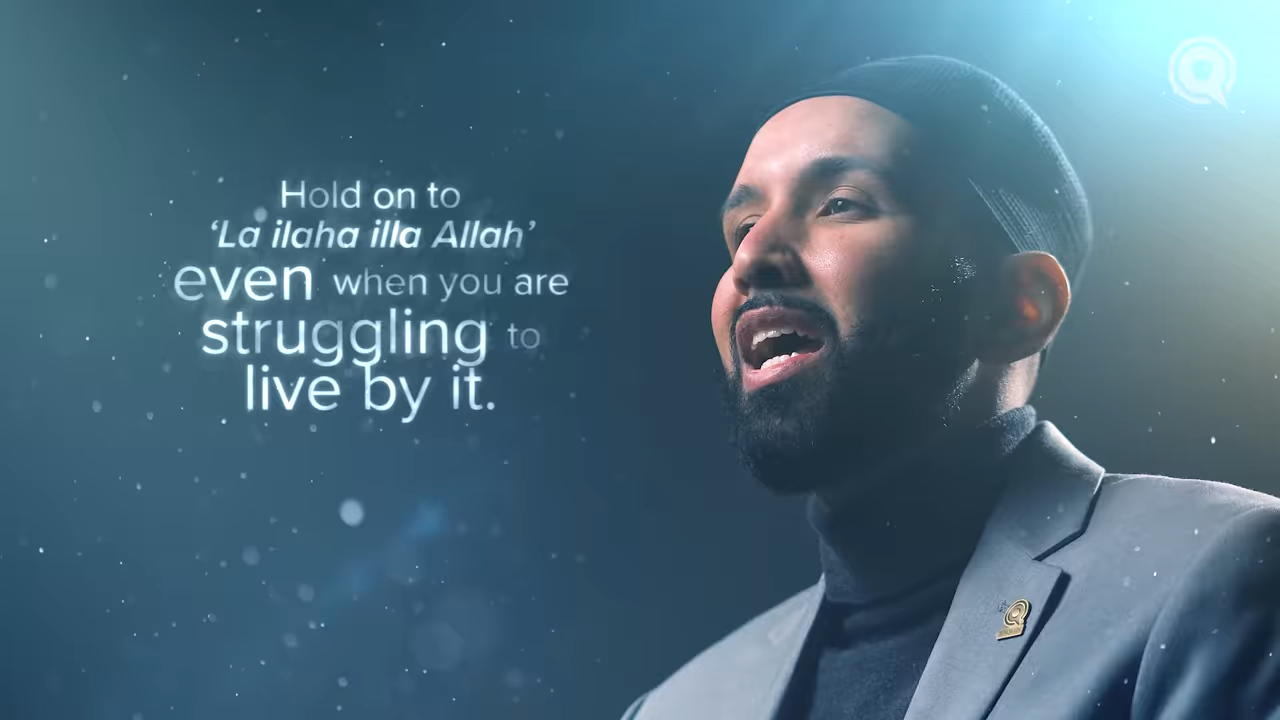 Hold on to
‘La ilaha illa Allah’
even when you are
struggling to
live by it.